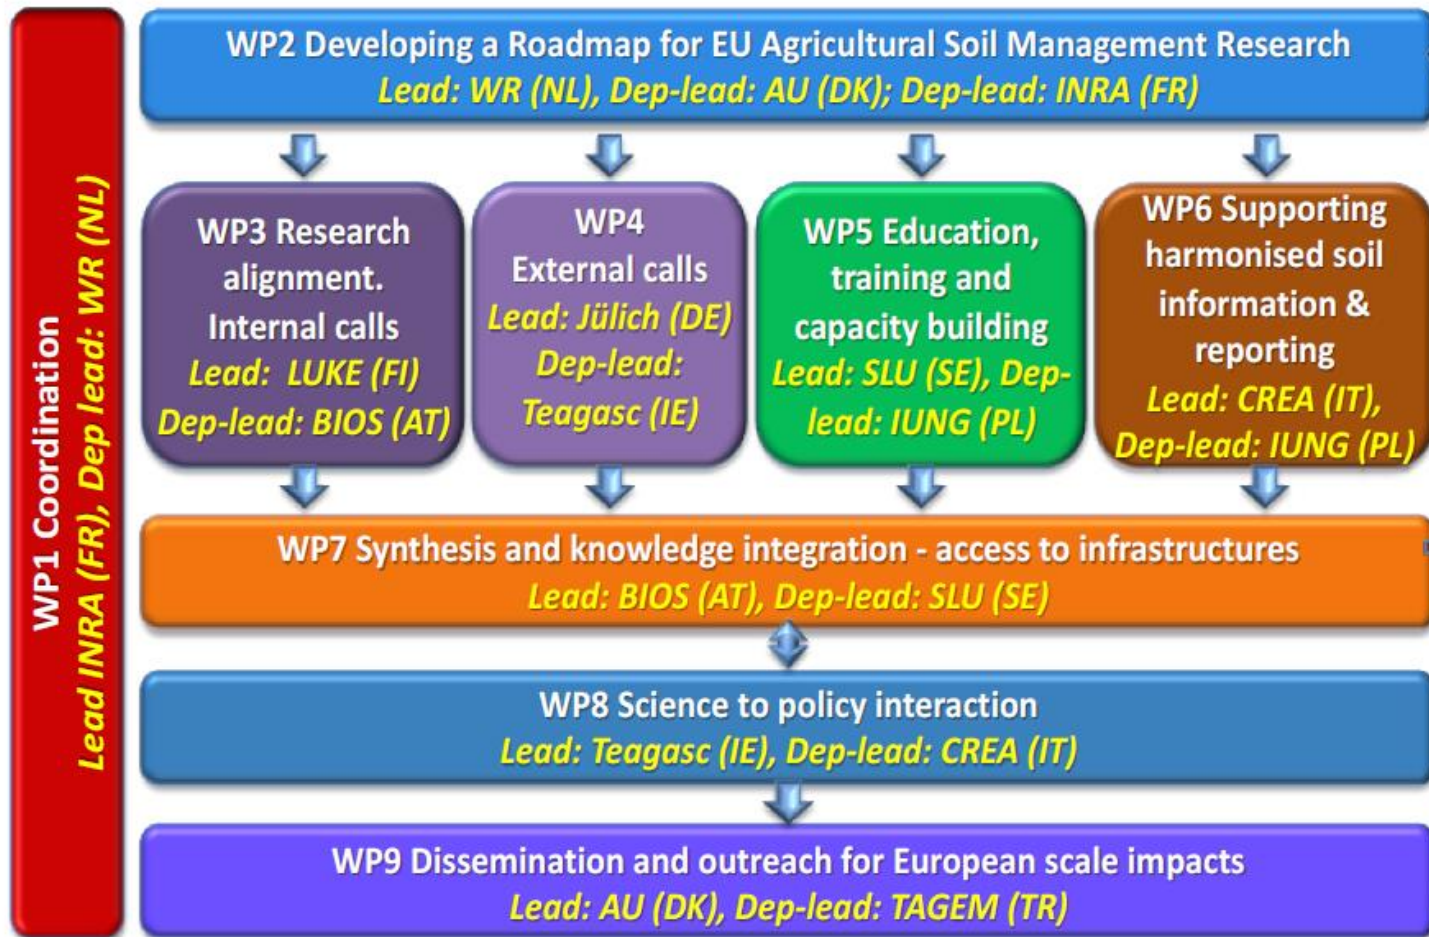 WP1 Coordination
Lead INRA (FR), Dep lead: WR (NL)
WP2 Developing a Roadmap for EU Agricultural Soil Management Research
Lead: WR (NL), Dep-lead: AU (DK); Dep-lead: INRA (FR)
WP3 Research
alignment.
Internal calls
Lead: LUKE (FI)
Dep-lead: BIOS (AT)
WP4
External calls
Lead: Jülich (DE)
Dep-lead:
Teagasc (IE)
WP5 Education,
training and
capacity building
Lead: SLU (SE), Dep-
lead: IUNG (PL)
WP6 Supporting
harmonised soil
information &
reporting
Lead: CREA (IT),
Dep-lead: IUNG (PL)
WP7 Synthesis and knowledge integration - access to infrastructures
Lead: BIOS (AT), Dep-lead: SLU (SE)
WP8 Science to policy interaction
Lead: Teagasc (IE), Dep-lead: CREA (IT)
WP9 Dissemination and outreach for European scale impacts
Lead: AU (DK), Dep-lead: TAGEM (TR)